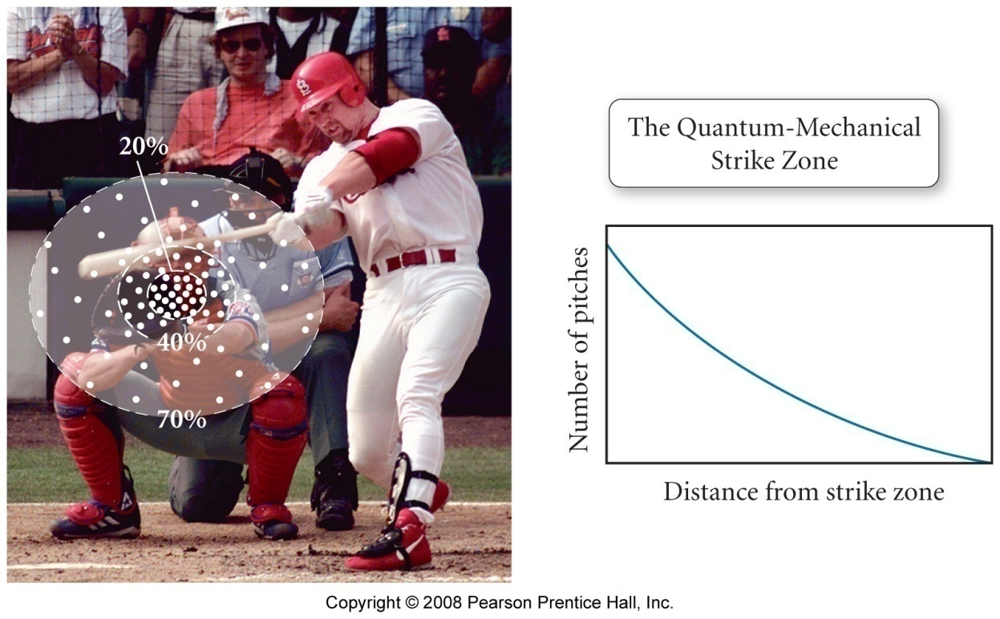 20%
40%
70%
The Quantum-Mechanical
Strike Zone
Number of pitches
Distance from strike zone
Copyright © 2008 Pearson Prentice Hall, Inc.